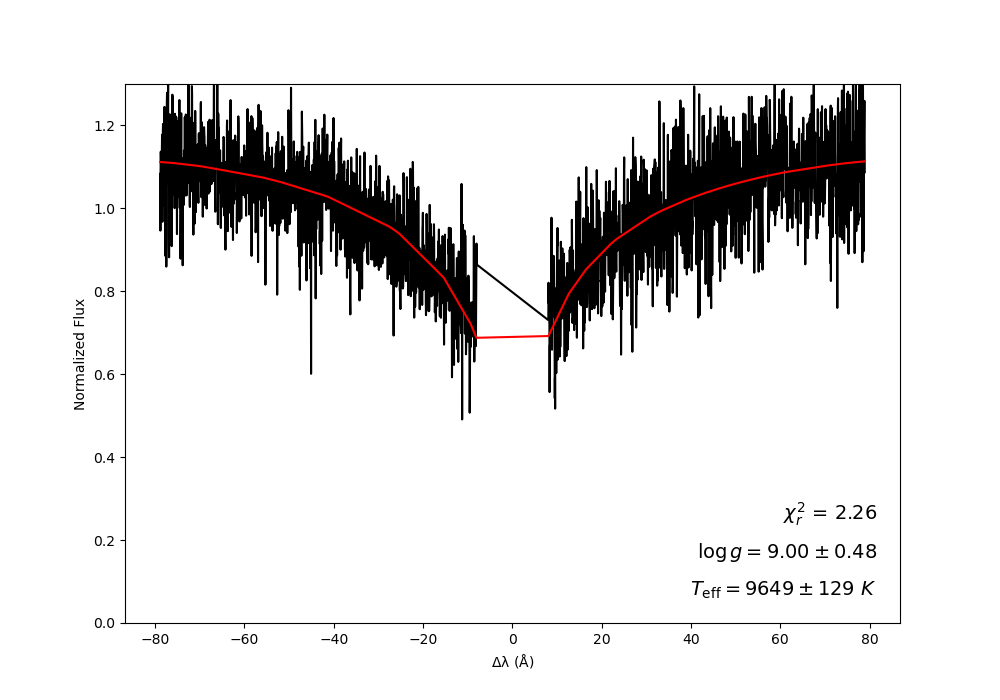 1.2
1.0
0.8
0.6
0.4
0.2
0.0
Normalized Flux
χ²ᵣ = 2.26
log g = 9.00 ± 0.48
T_eff = 9649 ± 129 K
−80 −60 −40 −20 0 20 40 60 80
Δλ (Å)